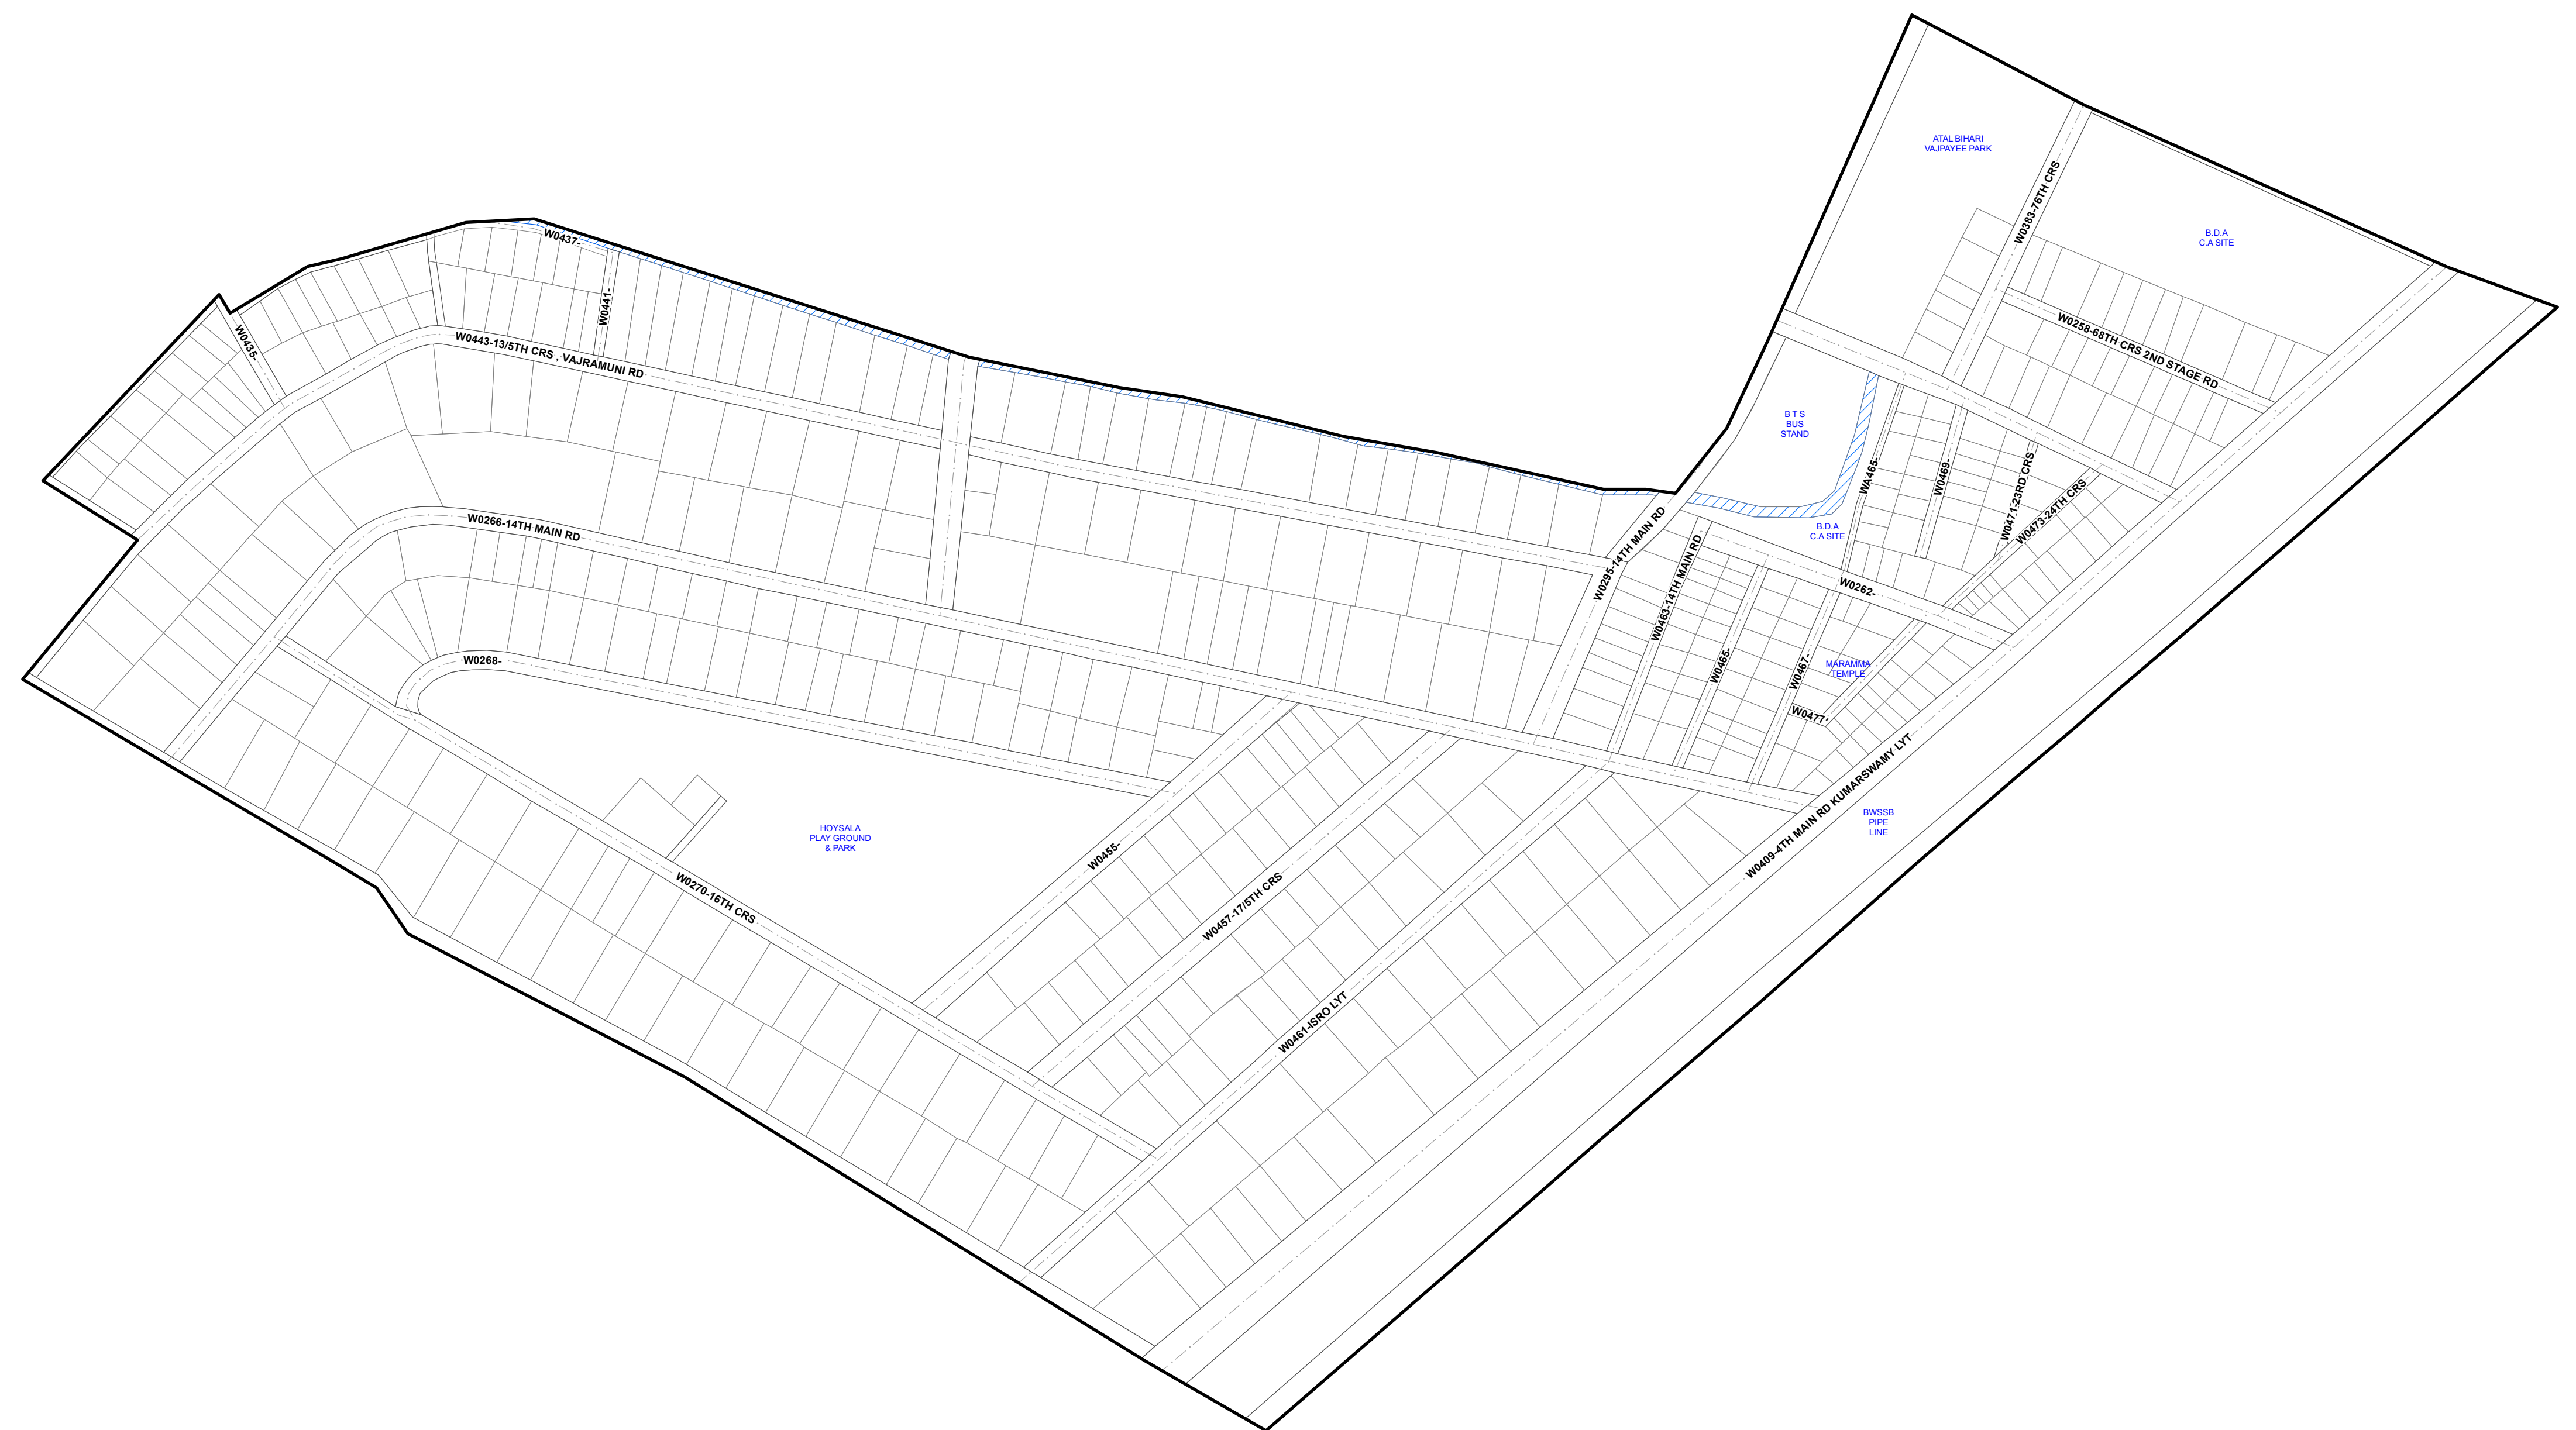 ATAL BIHARI
VAJPAYEE PARK
W0383-76TH CRS
B.D.A
C.A SITE
W0437-
W0441-
W0435-
W0443-13/5TH CRS , VAJRAMUNI RD
W0258-68TH CRS 2ND STAGE RD
B T S
BUS
STAND
WA465-
W0469-
W0471-23RD CRS
W0473-24TH CRS
B.D.A
C.A SITE
W0266-14TH MAIN RD
W0295-14TH MAIN RD
W0463-14TH MAIN RD
W0262-
W0268-
W0465-
W0467-
MARAMMA
TEMPLE
W0477-
HOYSALA
PLAY GROUND
& PARK
W0455-
W0409-4TH MAIN RD KUMARSWAMY LYT
BWSSB
PIPE
LINE
W0270-16TH CRS
W0457-17/5TH CRS
W0461-ISRO LYT